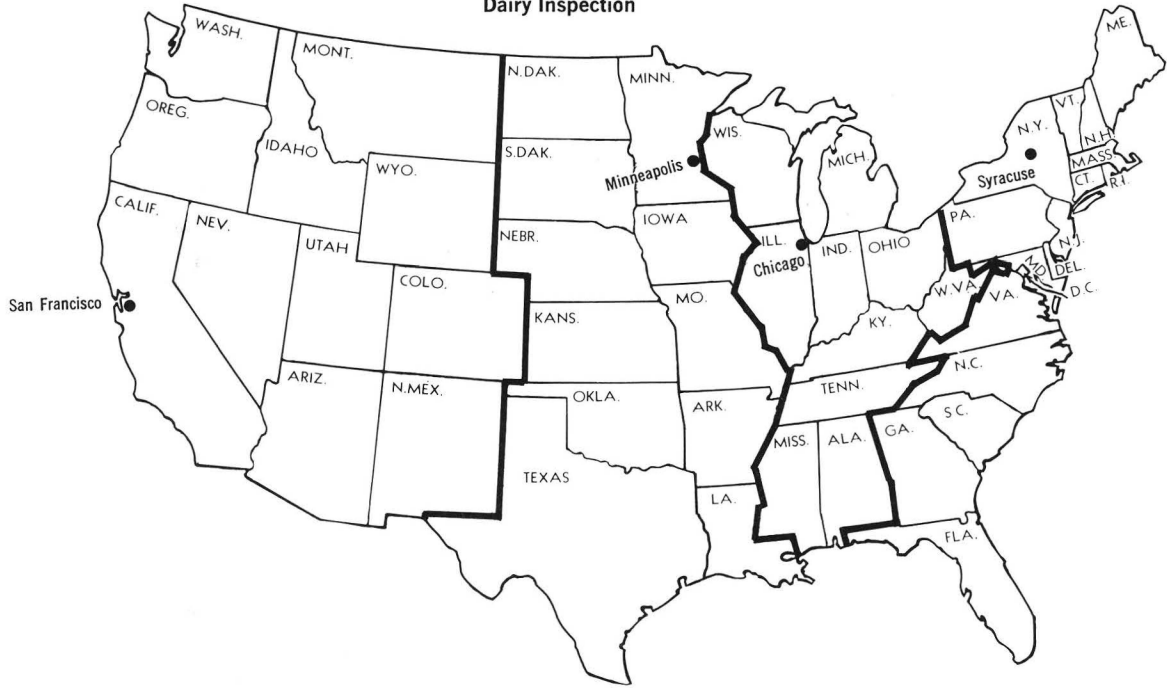 Dairy Inspection
WASH.
MONT.
N.DAK.
MINN.
ME.
OREG.
IDAHO
WYO.
S.DAK.
WIS.
MICH.
N.Y.
VT.
N.H.
MASS.
CT.
R.I.
Minneapolis
Syracuse
CALIF.
NEV.
UTAH
COLO.
NEBR.
IOWA
ILL.
Chicago
IND.
OHIO
PA.
N.J.
MD.
DEL.
D.C.
San Francisco
KANS.
MO.
KY.
W.VA.
VA.
ARIZ.
N.MEX.
OKLA.
ARK.
TENN.
N.C.
S.C.
TEXAS
LA.
MISS.
ALA.
GA.
FLA.